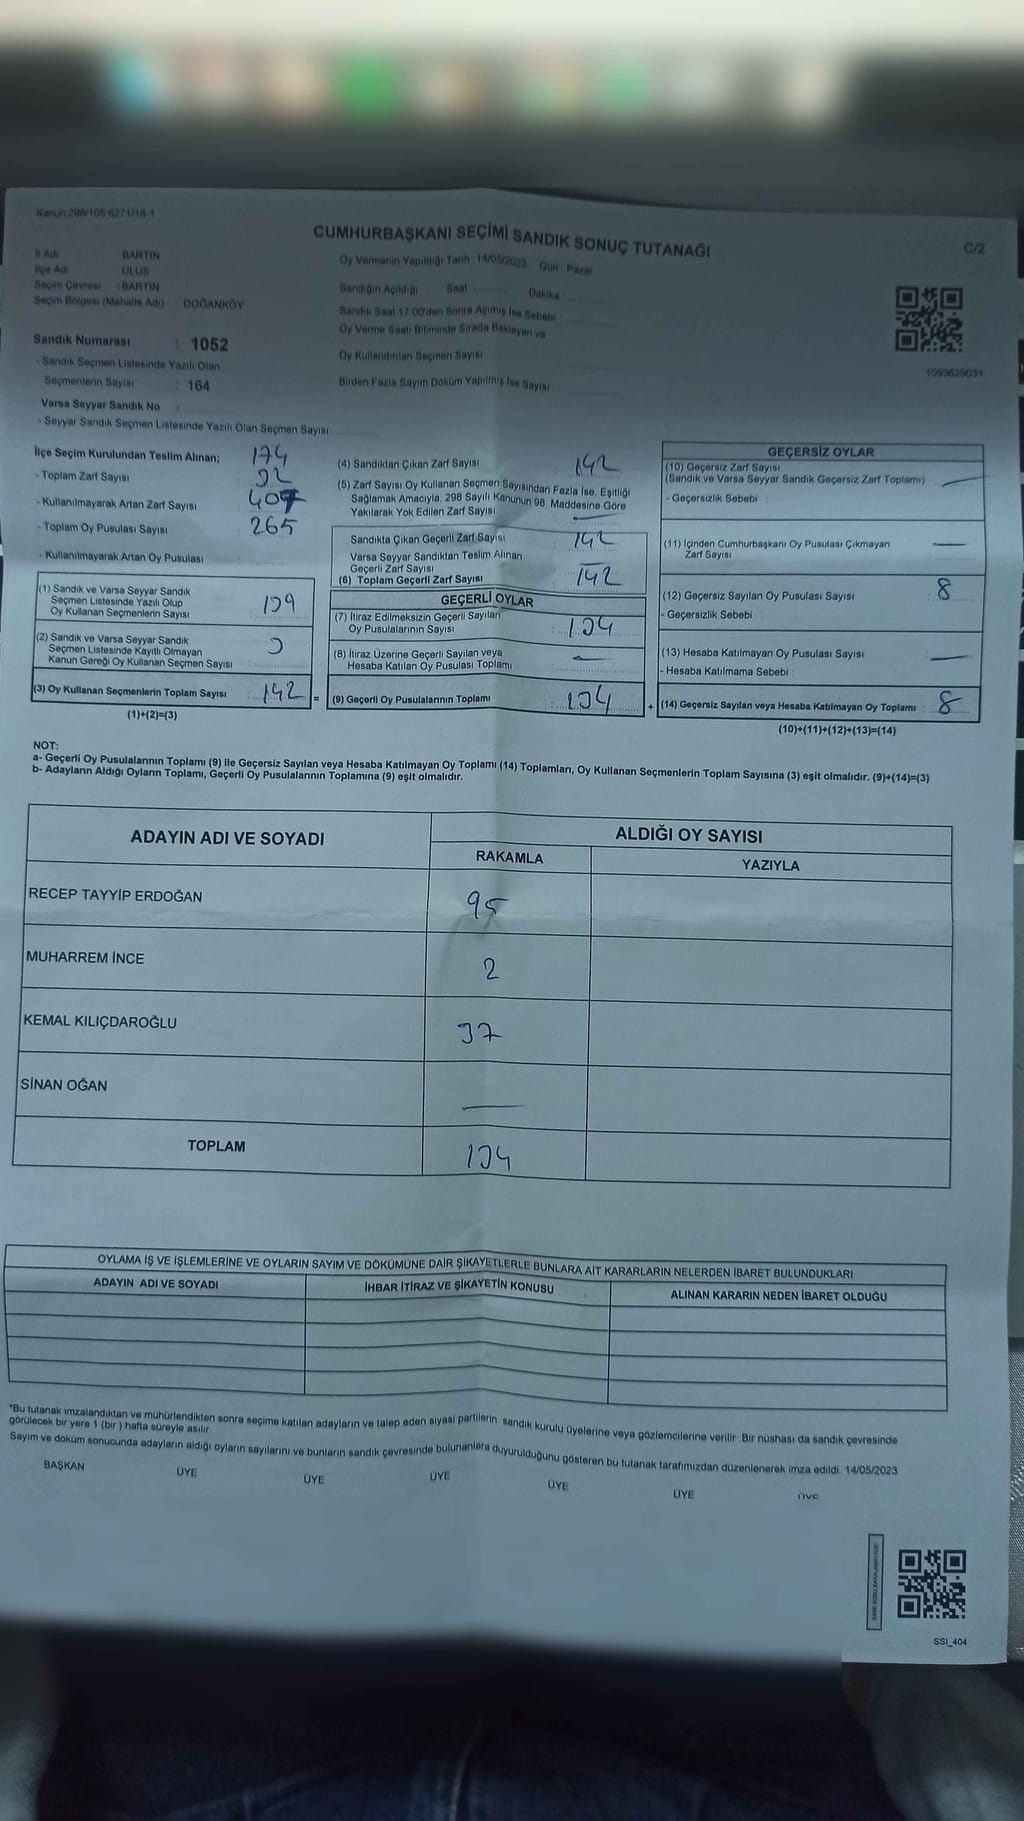 Kanun:298/105 6271/18-1
CUMHURBAŞKANI SEÇİMİ SANDIK SONUÇ TUTANAĞI
C/2
İl Adı : BARTIN
İlçe Adı : ULUS
Seçim Çevresi : BARTIN
Seçim Bölgesi (Mahalle Adı) : DOĞANKÖY
Oy Vermenin Yapıldığı Tarih : 14/05/2023 Gün : Pazar
Sandığın Açıldığı Saat Dakika
Sandık Saat 17:00'den Sonra Açmış İse Sebebi :
Oy Verme Saati Bitiminde Sırada Bekleyen ve
Oy Kullandırılan Seçmen Sayısı
Birden Fazla Sayım Döküm Yapılmış İse Sayısı
1093629031
Sandık Numarası : 1052
- Sandık Seçmen Listesinde Yazılı Olan
Seçmenlerin Sayısı : 164
Varsa Seyyar Sandık No :
- Seyyar Sandık Seçmen Listesinde Yazılı Olan Seçmen Sayısı
İlçe Seçim Kurulundan Teslim Alınan; 174
- Toplam Zarf Sayısı 32
- Kullanılmayarak Artan Zarf Sayısı 407
- Toplam Oy Pusulası Sayısı 265
- Kullanılmayarak Artan Oy Pusulası
(1) Sandık ve Varsa Seyyar Sandık
Seçmen Listesinde Yazılı Olup
Oy Kullanan Seçmenlerin Sayısı 139
(2) Sandık ve Varsa Seyyar Sandık
Seçmen Listesinde Kayıtlı Olmayan
Kanun Gereği Oy Kullanan Seçmen Sayısı 3
(3) Oy Kullanan Seçmenlerin Toplam Sayısı 142 =
(1)+(2)=(3)
(4) Sandıktan Çıkan Zarf Sayısı 142
(5) Zarf Sayısı Oy Kullanan Seçmen Sayısından Fazla İse, Eşitliği
Sağlamak Amacıyla, 298 Sayılı Kanunun 98. Maddesine Göre
Yakılarak Yok Edilen Zarf Sayısı —
Sandıkta Çıkan Geçerli Zarf Sayısı 142
Varsa Seyyar Sandıktan Teslim Alınan
Geçerli Zarf Sayısı —
(6) Toplam Geçerli Zarf Sayısı 142
GEÇERLİ OYLAR
(7) İtiraz Edilmeksizin Geçerli Sayılan
Oy Pusulalarının Sayısı 134
(8) İtiraz Üzerine Geçerli Sayılan veya
Hesaba Katılan Oy Pusulası Toplamı —
(9) Geçerli Oy Pusulalarının Toplamı 134 +
GEÇERSİZ OYLAR
(10) Geçersiz Zarf Sayısı
(Sandık ve Varsa Seyyar Sandık Geçersiz Zarf Toplamı) —
- Geçersizlik Sebebi :
(11) İçinden Cumhurbaşkanı Oy Pusulası Çıkmayan
Zarf Sayısı —
(12) Geçersiz Sayılan Oy Pusulası Sayısı 8
- Geçersizlik Sebebi :
(13) Hesaba Katılmayan Oy Pusulası Sayısı —
- Hesaba Katılmama Sebebi :
(14) Geçersiz Sayılan veya Hesaba Katılmayan Oy Toplamı 8
(10)+(11)+(12)+(13)=(14)
NOT:
a- Geçerli Oy Pusulalarının Toplamı (9) ile Geçersiz Sayılan veya Hesaba Katılmayan Oy Toplamı (14) Toplamları, Oy Kullanan Seçmenlerin Toplam Sayısına (3) eşit olmalıdır. (9)+(14)=(3)
b- Adayların Aldığı Oyların Toplamı, Geçerli Oy Pusulalarının Toplamına (9) eşit olmalıdır.
ADAYIN ADI VE SOYADI
ALDIĞI OY SAYISI
RAKAMLA YAZIYLA
RECEP TAYYİP ERDOĞAN 95
MUHARREM İNCE 2
KEMAL KILIÇDAROĞLU 37
SİNAN OĞAN —
TOPLAM 134
OYLAMA İŞ VE İŞLEMLERİNE VE OYLARIN SAYIM VE DÖKÜMÜNE DAİR ŞİKAYETLERLE BUNLARA AİT KARARLARIN NELERDEN İBARET BULUNDUKLARI
ADAYIN ADI VE SOYADI İHBAR İTİRAZ VE ŞİKAYETİN KONUSU ALINAN KARARIN NEDEN İBARET OLDUĞU
*Bu tutanak imzalandıktan ve mühürlendikten sonra seçime katılan adayların ve talep eden siyasi partilerin sandık kurulu üyelerine veya gözlemcilerine verilir. Bir nüshası da sandık çevresinde
görülecek bir yere 1 (bir ) hafta süreyle asılır.
Sayım ve döküm sonucunda adayların aldığı oyların sayılarını ve bunların sandık çevresinde bulunanlara duyurulduğunu gösteren bu tutanak tarafımızdan düzenlenerek imza edildi. 14/05/2023
BAŞKAN ÜYE ÜYE ÜYE ÜYE ÜYE ÜYE
SSI_404